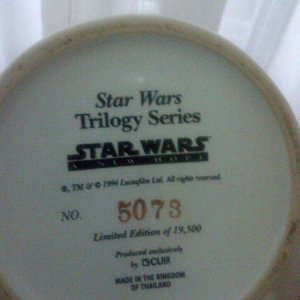 Star Wars
Trilogy Series
STAR WARS
A NEW HOPE
®, TM & © 1994 Lucasfilm Ltd. All rights reserved.
NO. 5073
Limited Edition of 19,500
Produced exclusively
by
MADE IN THE KINGDOM
OF THAILAND